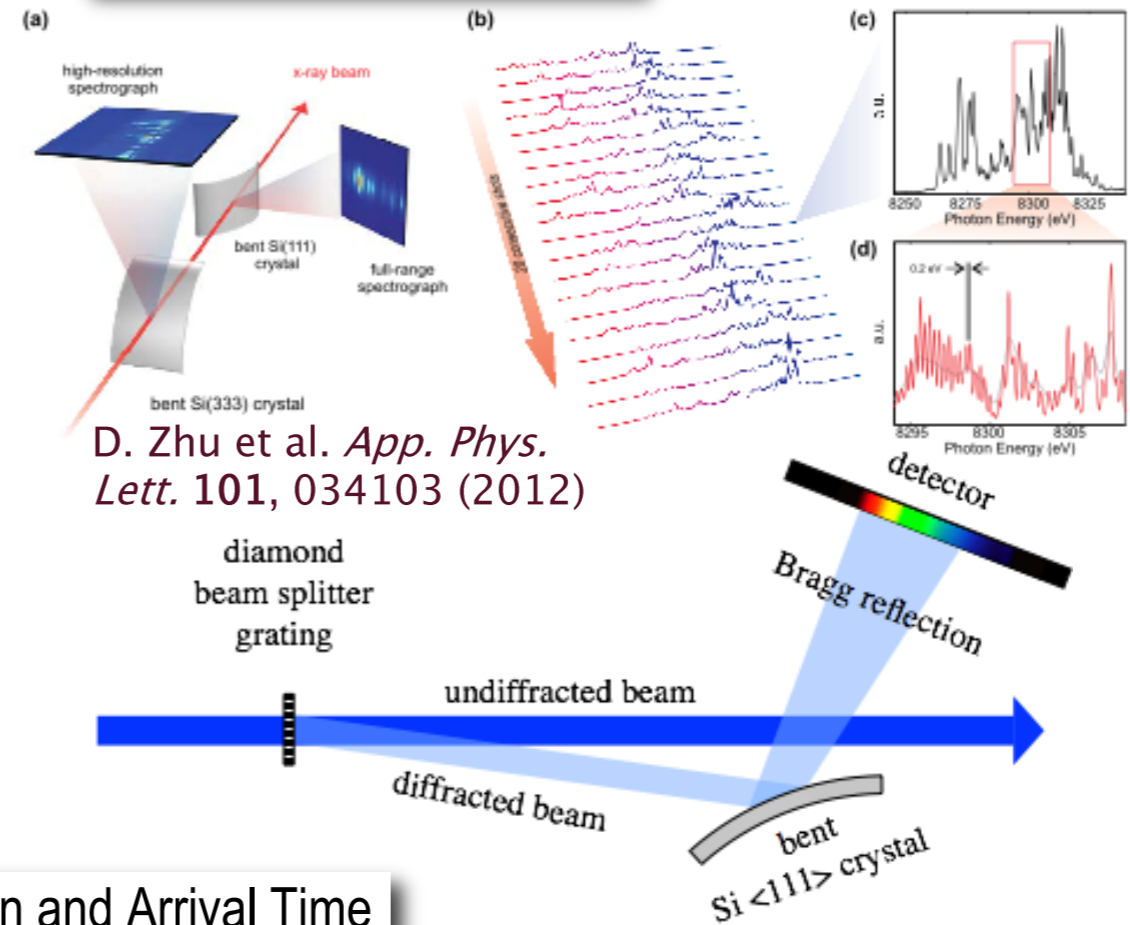 (a)
high-resolution
spectrograph
x-ray beam
bent Si(111)
crystal
full-range
spectrograph
bent Si(333) crystal
(b)
(c)
a.u.
8250 8275 8300 8325
Photon Energy (eV)
(d)
0.2 eV
a.u.
8295 8300 8305
Photon Energy (eV)
D. Zhu et al. App. Phys.
Lett. 101, 034103 (2012)
diamond
beam splitter
grating
detector
Bragg reflection
undiffracted beam
diffracted beam
bent
Si <111> crystal
n and Arrival Time